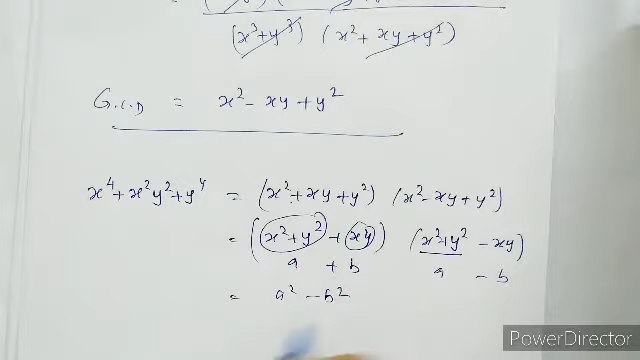 (x³+y³) (x²+xy+y²)
G.C.D = x²-xy+y²
x⁴+x²y²+y⁴ = (x²+xy+y²) (x²-xy+y²)
= (x²+y²+xy) (x²+y²-xy)
a + b a - b
= a²-b²
PowerDirector